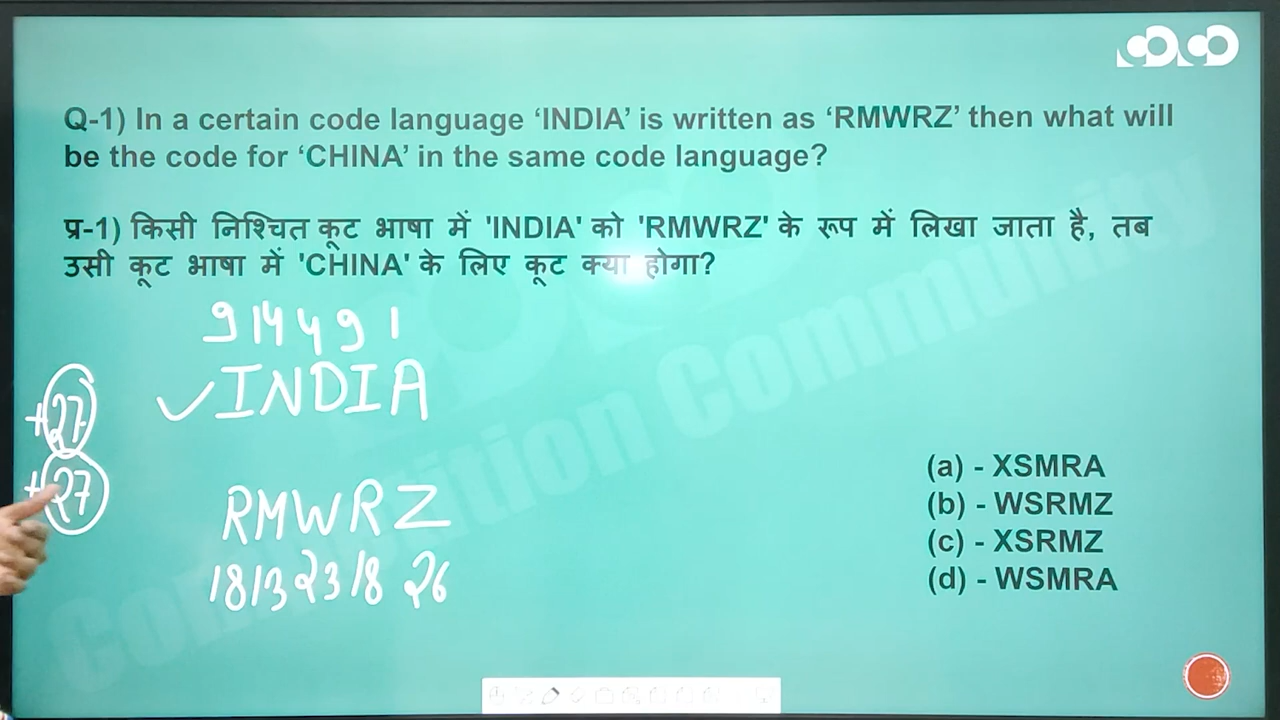 Q-1) In a certain code language ‘INDIA’ is written as ‘RMWRZ’ then what will
be the code for ‘CHINA’ in the same code language?
प्र-1) किसी निश्चित कूट भाषा में 'INDIA' को 'RMWRZ' के रूप में लिखा जाता है, तब
उसी कूट भाषा में 'CHINA' के लिए कूट क्या होगा?
9 14 4 9 1
INDIA
+27
+27
RMWRZ
18 13 23 18 26
(a) - XSMRA
(b) - WSRMZ
(c) - XSRMZ
(d) - WSMRA
Competition Community